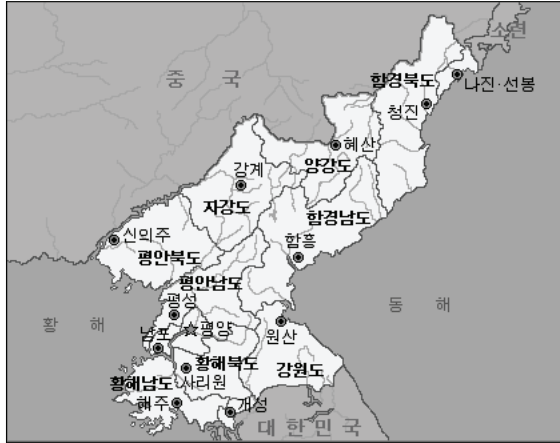 소련
중 국
함경북도
나진·선봉
청진
혜산
양강도
강계
자강도
함경남도
신의주
함흥
평안북도
평안남도
평성
황 해
동 해
남포
평양
원산
황해북도
강원도
황해남도
사리원
해주
개성
대한민국